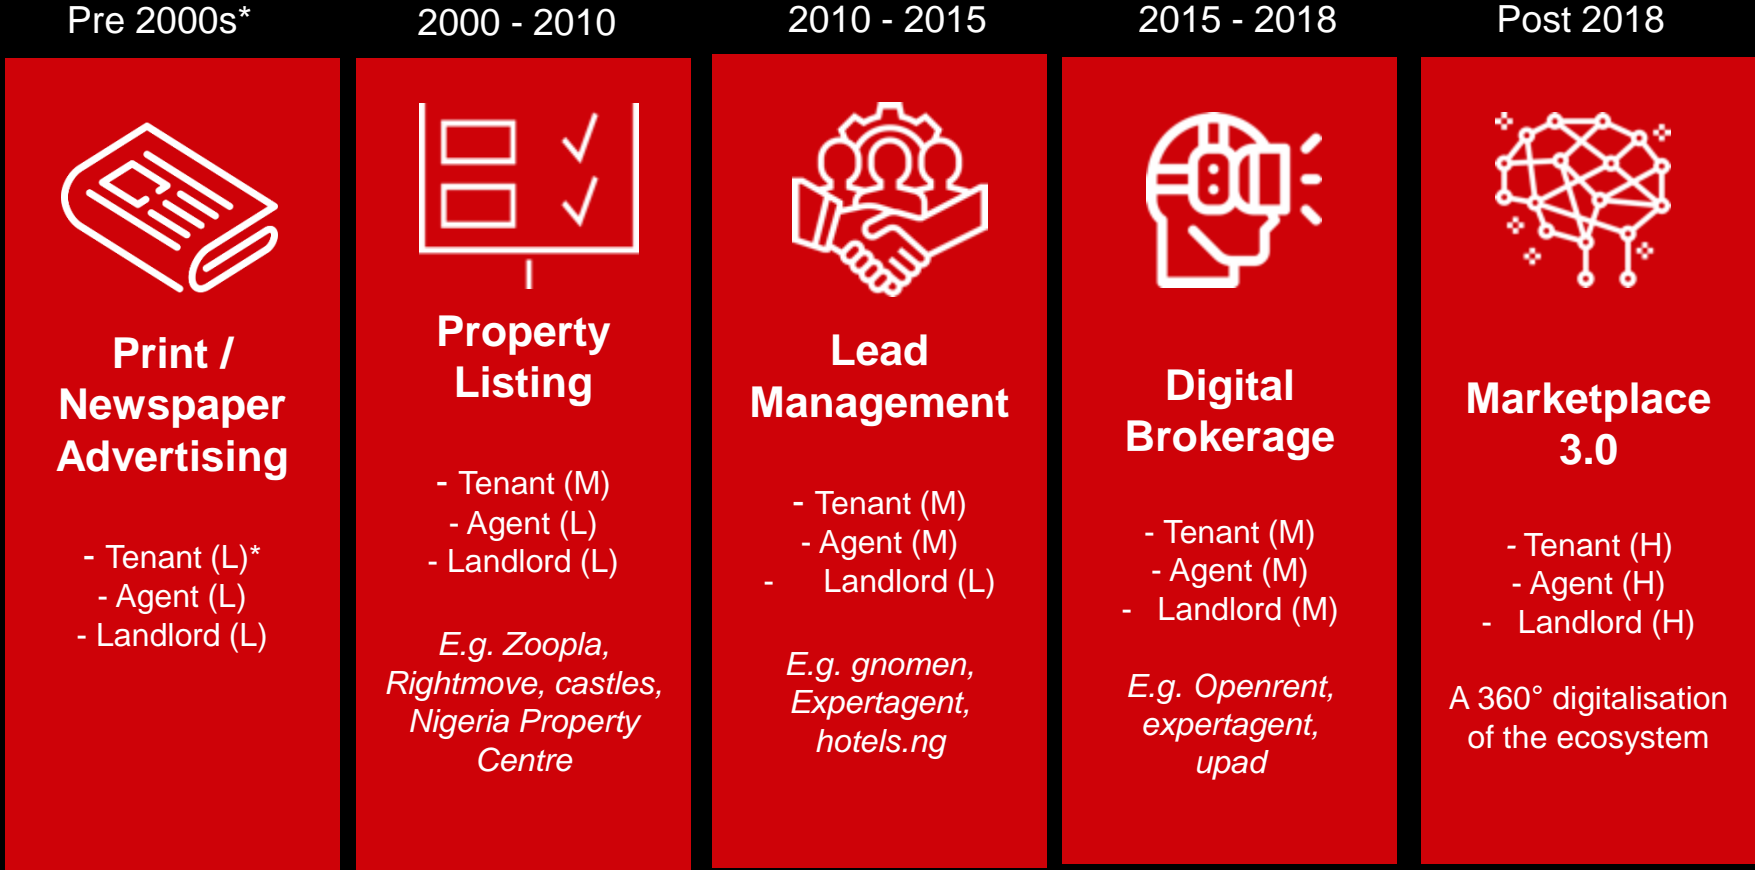 Pre 2000s*
Print /
Newspaper
Advertising
- Tenant (L)*
- Agent (L)
- Landlord (L)
2000 - 2010
Property
Listing
- Tenant (M)
- Agent (L)
- Landlord (L)
E.g. Zoopla,
Rightmove, castles,
Nigeria Property
Centre
2010 - 2015
Lead
Management
- Tenant (M)
- Agent (M)
- Landlord (L)
E.g. gnomen,
Expertagent,
hotels.ng
2015 - 2018
Digital
Brokerage
- Tenant (M)
- Agent (M)
- Landlord (M)
E.g. Openrent,
expertagent,
upad
Post 2018
Marketplace
3.0
- Tenant (H)
- Agent (H)
- Landlord (H)
A 360° digitalisation
of the ecosystem